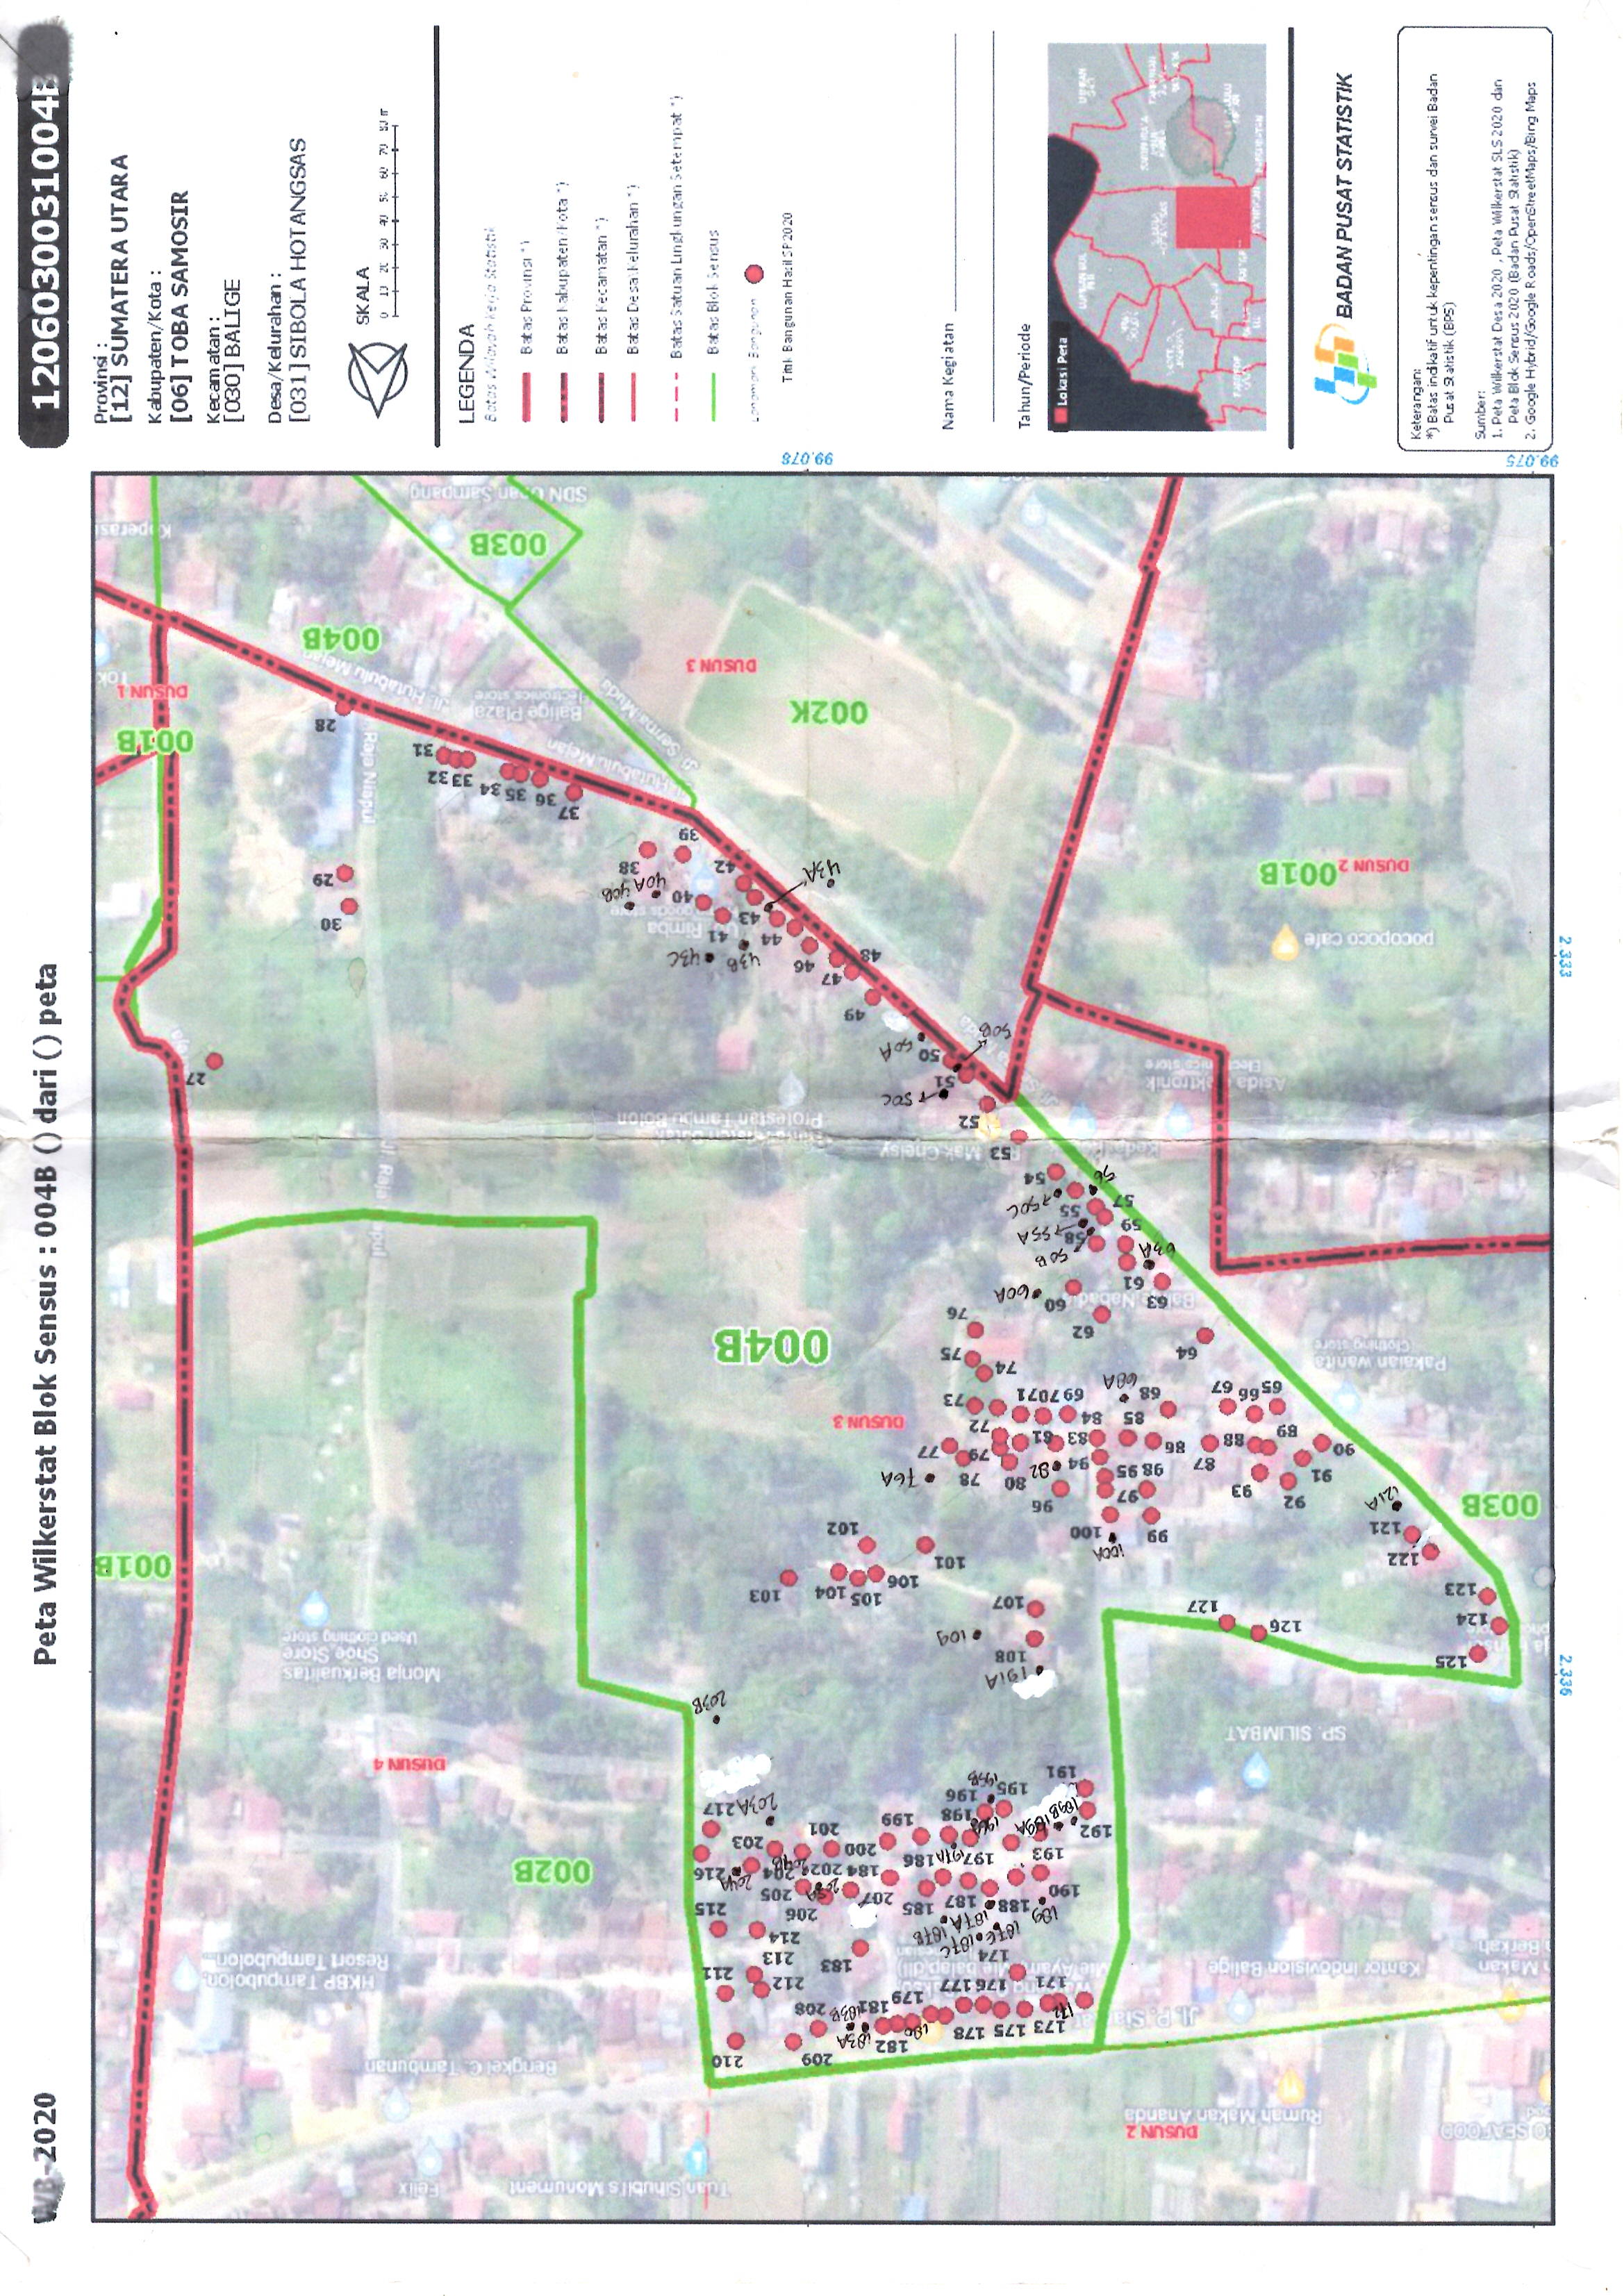 WB-2020
Peta Wilkerstat Blok Sensus : 004B () dari () peta
Tuan Sihubil's Monument
Felix
DUSUN 2
SEAFOOD
Rumah Makan Ananda
Bengkel C. Tambunan
Jl. P. Sia
Kantor Indovision Balige
Makan
Berkah
HKBP Tampubolon,
Resort Tampubolon...
182
209
210
173
175
178
172
180
183A
183B
181
179
208
171
176
177
174
183
212
211
213
214
215
187E
187C
187A
187B
189
188
190
187
185
207
206
205
204
204A
216
184
202
204B
193
197
197A
186
200
201
203
192
189B
189A
198
199
203A
217
191
195
196
195B
002B
DUSUN 4
SP. SILIMBAT
203B
Monja Berkualitas
Shoe Store
Used clothing store
191A
108
109
107
125
124
123
126
127
106
105
104
103
101
102
001B
122
121
121A
003B
99
100A
100
92
93
97
96
91
98
95
94
82
80
78
76A
90
87
79
77
89
88
86
83
81
72
DUSUN 3
85
84
65
66
67
68
68A
69
70
71
73
74
75
64
76
Pakaian wanita
Clothing store
004B
62
63
60
60A
61
63A
50B
58
55A
59
55
57
50C
56
54
53
Mak Chelsy
52
Protestan Tampu Bolon
50C
51
50
50A
50B
Asida
ektronik
Electronics store
27
49
47
48
46
43B
43C
44
41
43
Rimba
40
40A
40B
43A
42
38
39
30
29
2.336
2.333
pocopoco cafe
DUSUN 2
001B
37
36
35
34
33
32
31
28
Jl. Raja Indpul
Jl. Hutabulu Mejan
Jl Serma Muda
Balige Plaza
Electronics store
Jl. Hutabulu Mejan
002K
DUSUN 3
001B
DUSUN 1
Tok
004B
003B
Koperasi
SDN
an Sampang
99.075
99.078
Provinsi :
[12] SUMATERA UTARA
Kabupaten/Kota :
[06] TOBA SAMOSIR
Kecamatan :
[030] BALIGE
Desa/Kelurahan :
[031] SIBOLA HOTANGSAS
SKALA
0 10 20 30 40 50 60 70 80 m
LEGENDA
Batas Wilayah Kerja Statistik
Batas Provinsi *)
Batas Kabupaten/Kota *)
Batas Kecamatan *)
Batas Desa/Kelurahan *)
Batas Satuan Lingkungan Setempat *)
Batas Blok Sensus
Titik Bangunan Hasil SP2020
Nama Kegiatan
Tahun/Periode
Lokasi Peta
BADAN PUSAT STATISTIK
Keterangan:
*) Batas indikatif untuk kepentingan sensus dan survei Badan
Pusat Statistik (BPS)
Sumber:
1. Peta Wilkerstat Desa 2020, Peta Wilkerstat SLS 2020 dan
Peta Blok Sensus 2020 (Badan Pusat Statistik)
2. Google Hybrid/Google Roads/OpenStreetMaps/Bing Maps